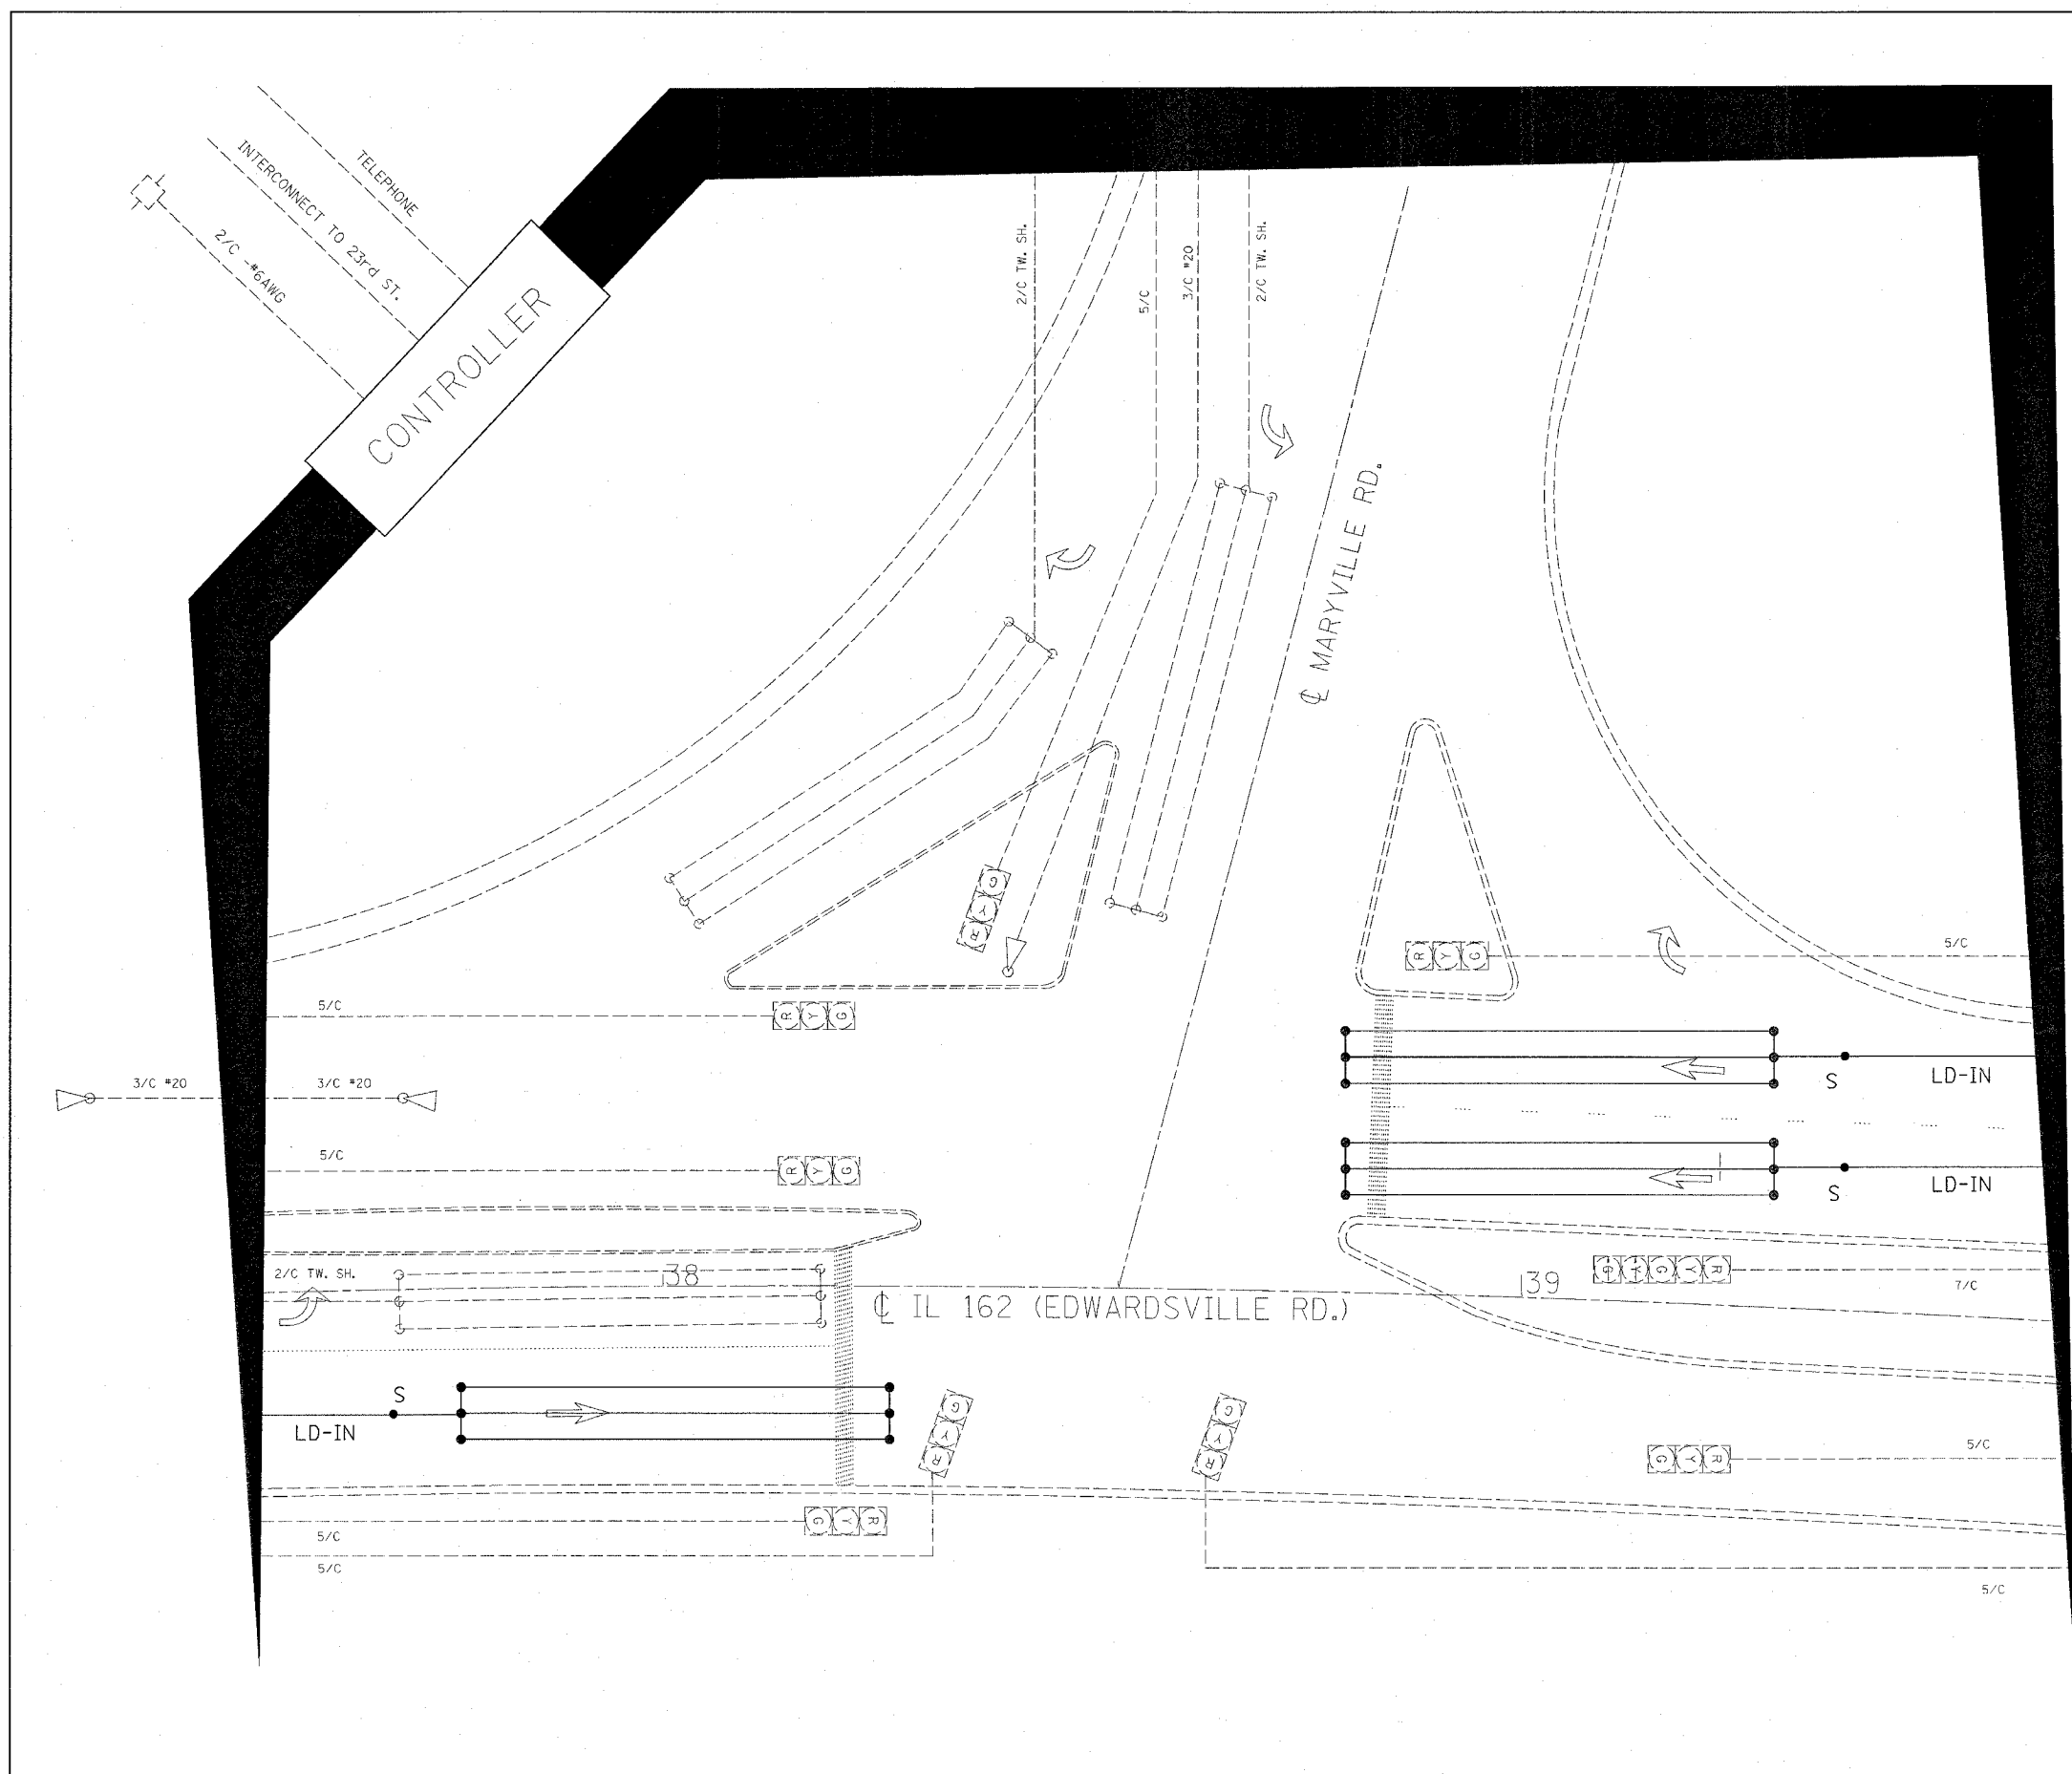 TELEPHONE
INTERCONNECT TO 23rd ST.
2/C -#6AWG
CONTROLLER
2/C TW. SH.
5/C
3/C #20
2/C TW. SH.
℄ MARYVILLE RD.
G Y R
R Y G
5/C
5/C
R Y G
3/C #20
3/C #20
S
LD-IN
5/C
R Y G
S
LD-IN
2/C TW. SH.
138
℄ IL 162 (EDWARDSVILLE RD.)
139
G Y R
7/C
S
LD-IN
G Y R
G Y R
G Y R
5/C
5/C
G Y R
5/C
5/C